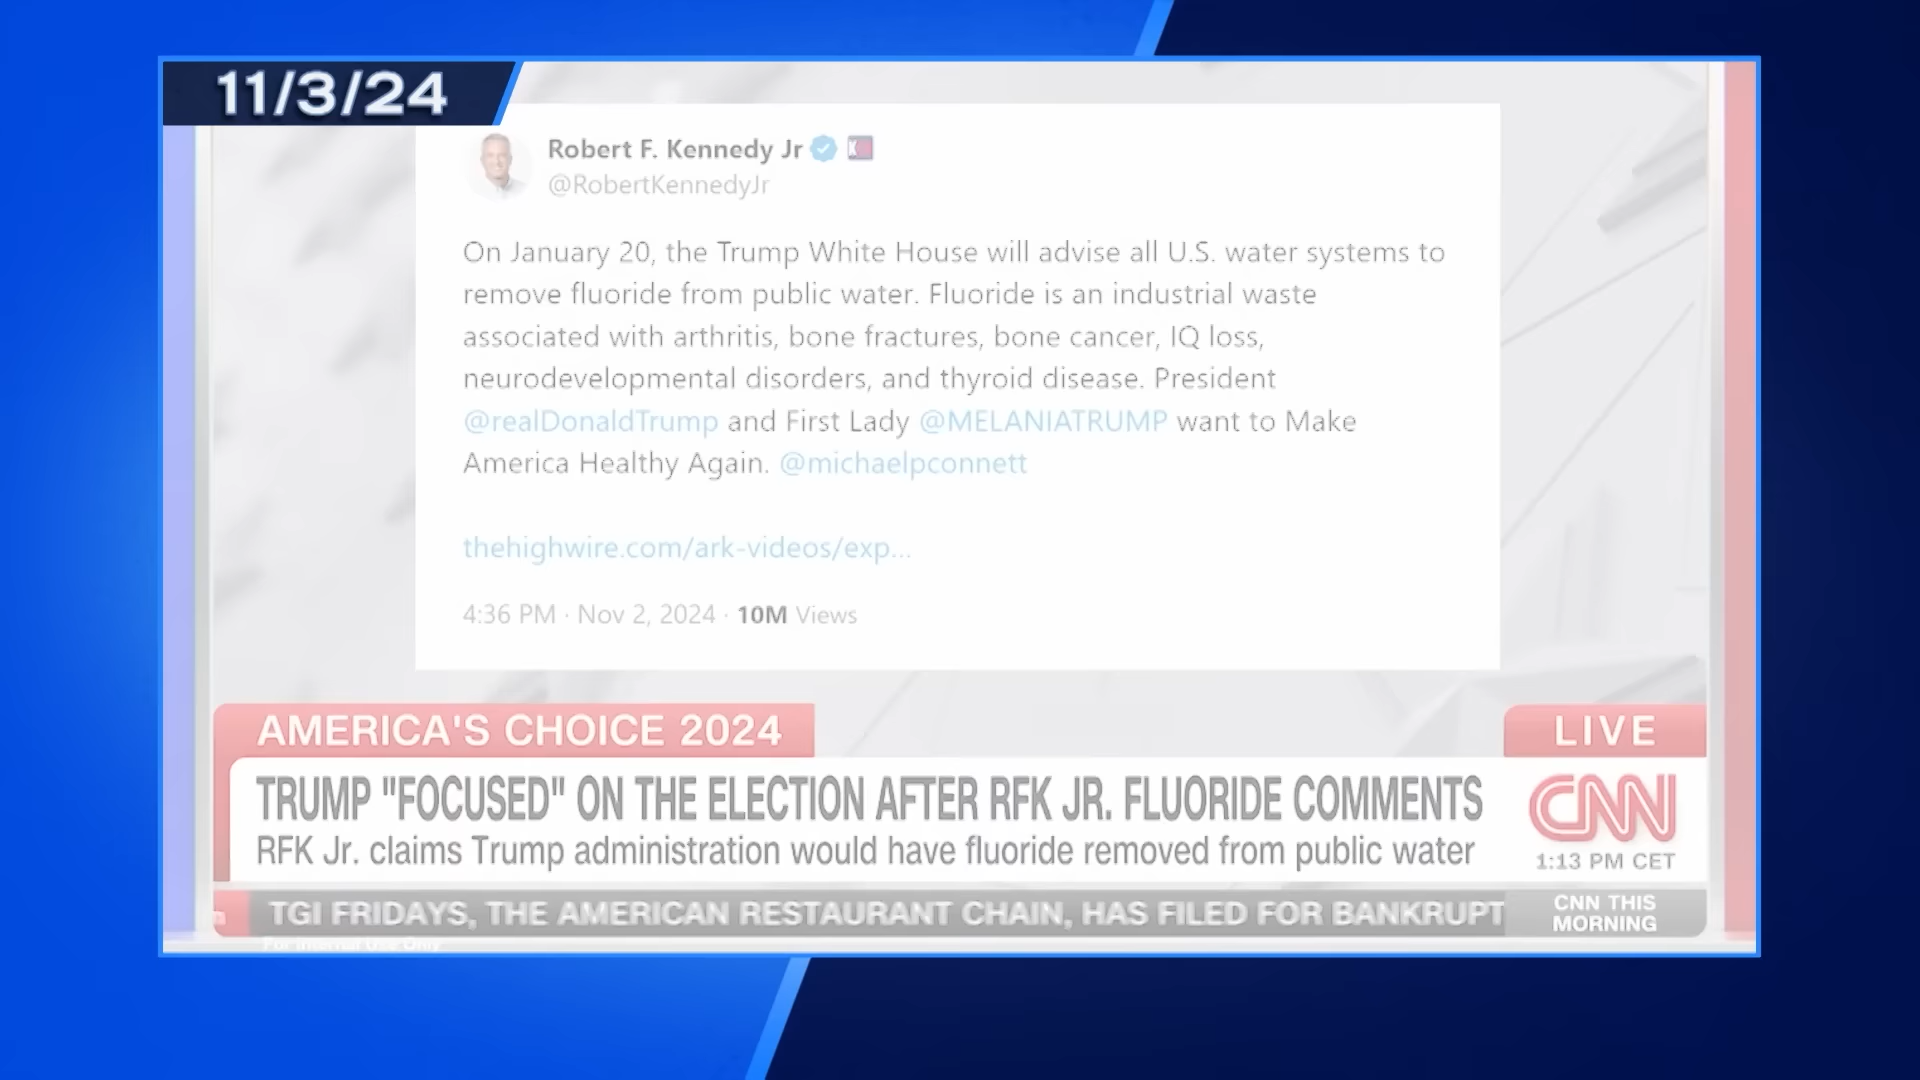 11/3/24
Robert F. Kennedy Jr
@RobertKennedyJr
On January 20, the Trump White House will advise all U.S. water systems to
remove fluoride from public water. Fluoride is an industrial waste
associated with arthritis, bone fractures, bone cancer, IQ loss,
neurodevelopmental disorders, and thyroid disease. President
@realDonaldTrump and First Lady @MELANIATRUMP want to Make
America Healthy Again. @michaelpconnett
thehighwire.com/ark-videos/exp...
4:36 PM · Nov 2, 2024 · 10M Views
AMERICA'S CHOICE 2024
LIVE
TRUMP "FOCUSED" ON THE ELECTION AFTER RFK JR. FLUORIDE COMMENTS
RFK Jr. claims Trump administration would have fluoride removed from public water
CNN
1:13 PM CET
TGI FRIDAYS, THE AMERICAN RESTAURANT CHAIN, HAS FILED FOR BANKRUPT
CNN THIS
MORNING
For Internal Use Only